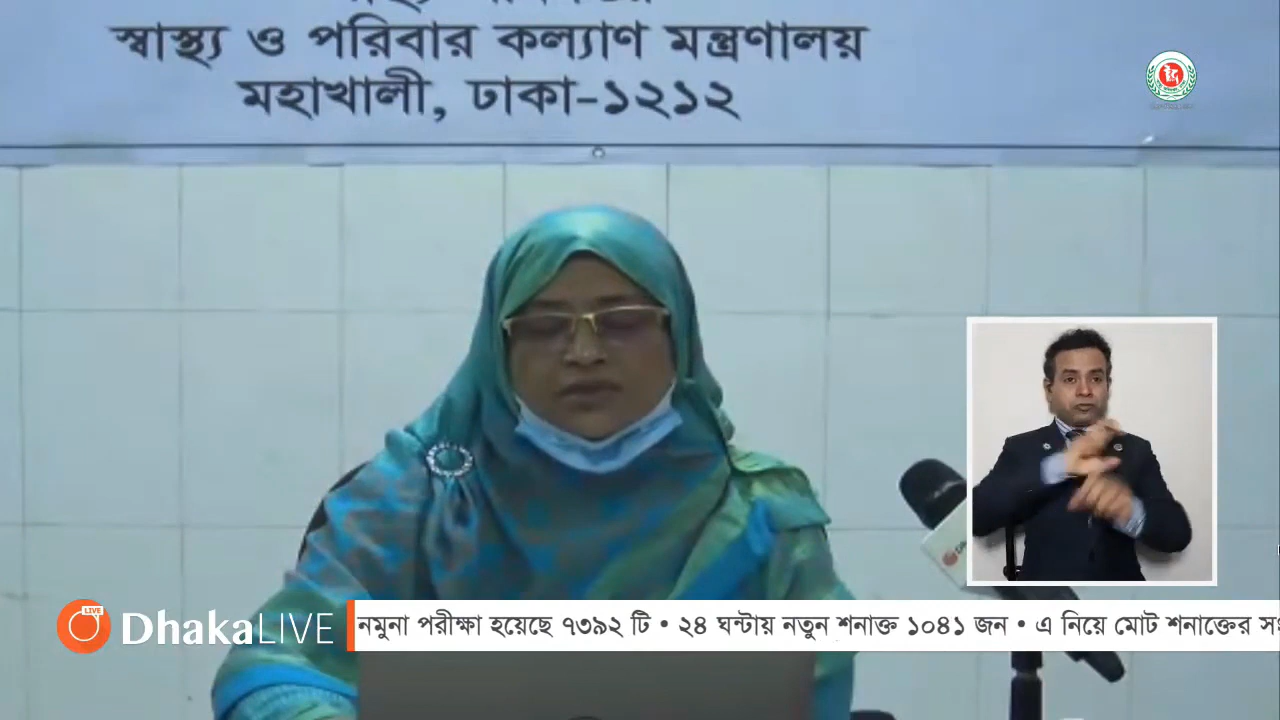 স্বাস্থ্য ও পরিবার কল্যাণ মন্ত্রণালয়
মহাখালী, ঢাকা-১২১২
LIVE
DhakaLIVE
নমুনা পরীক্ষা হয়েছে ৭৩৯২ টি • ২৪ ঘন্টায় নতুন শনাক্ত ১০৪১ জন • এ নিয়ে মোট শনাক্তের